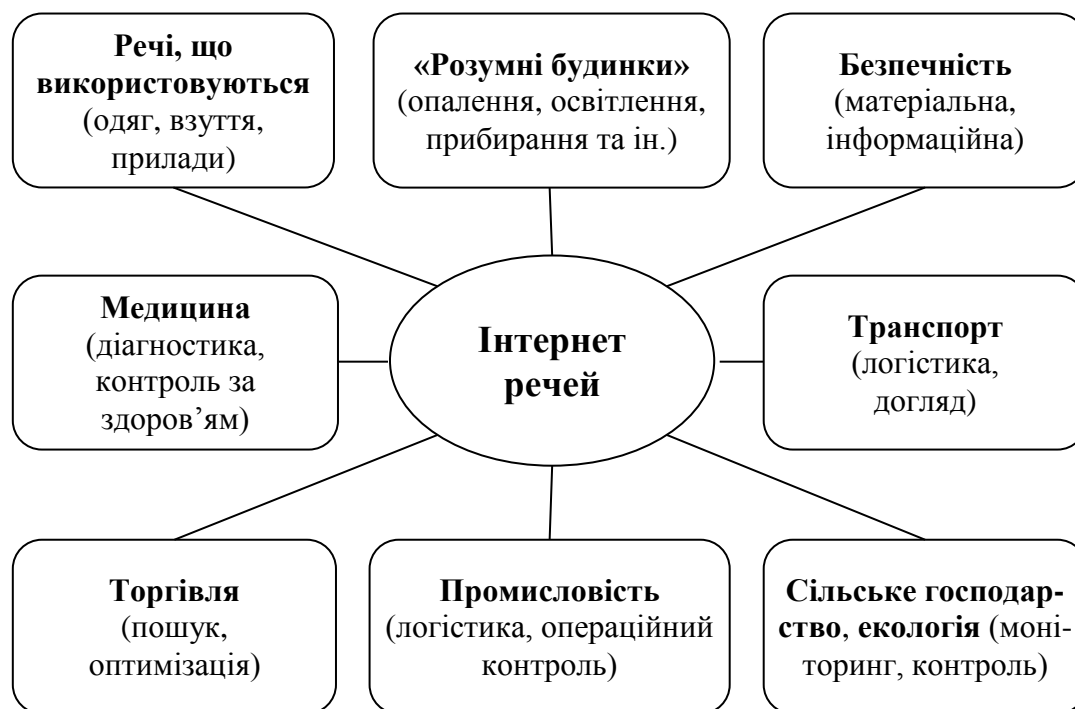 Речі, що
використовуються
(одяг, взуття,
прилади)
«Розумні будинки»
(опалення, освітлення,
прибирання та ін.)
Безпечність
(матеріальна,
інформаційна)
Медицина
(діагностика,
контроль за
здоров’ям)
Інтернет
речей
Транспорт
(логістика,
догляд)
Торгівля
(пошук,
оптимізація)
Промисловість
(логістика, операційний
контроль)
Сільське господар-
ство, екологія (моні-
торинг, контроль)